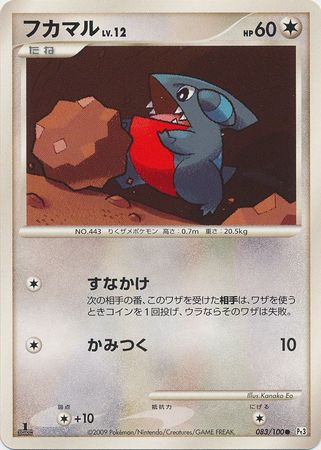 フカマル LV.12 HP60
たね
NO.443 りくザメポケモン 高さ:0.7m 重さ:20.5kg
すなかけ
次の相手の番、このワザを受けた相手は、ワザを使う
ときコインを1回投げ、ウラならそのワザは失敗。
かみつく 10
Illus.Kanako Eo
弱点 抵抗力 にげる
+10
1 EDITION
©2009 Pokémon/Nintendo/Creatures/GAME FREAK. 083/100 Pt3